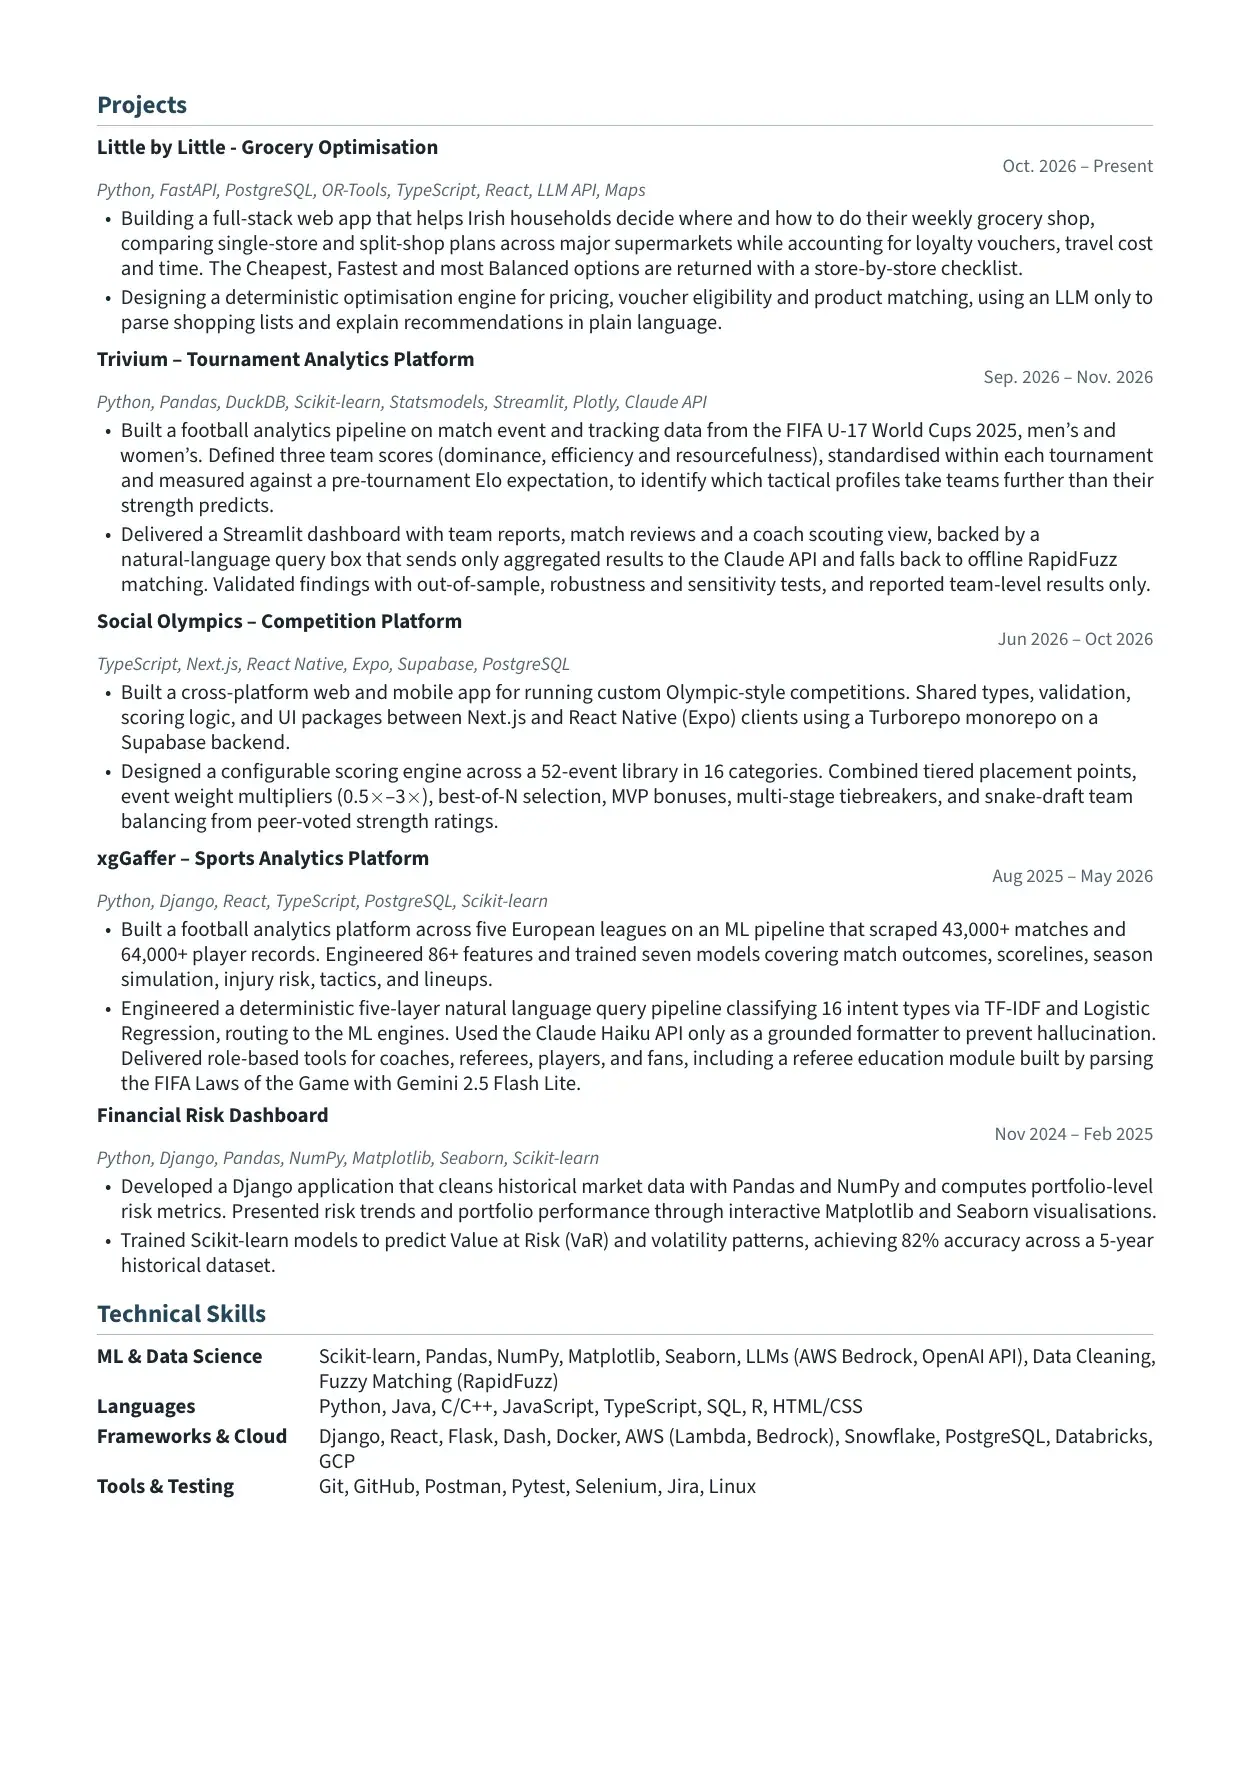 Projects
Little by Little - Grocery Optimisation
Oct. 2026 – Present
Python, FastAPI, PostgreSQL, OR-Tools, TypeScript, React, LLM API, Maps
• Building a full-stack web app that helps Irish households decide where and how to do their weekly grocery shop,
comparing single-store and split-shop plans across major supermarkets while accounting for loyalty vouchers, travel cost
and time. The Cheapest, Fastest and most Balanced options are returned with a store-by-store checklist.
• Designing a deterministic optimisation engine for pricing, voucher eligibility and product matching, using an LLM only to
parse shopping lists and explain recommendations in plain language.
Trivium – Tournament Analytics Platform
Sep. 2026 – Nov. 2026
Python, Pandas, DuckDB, Scikit-learn, Statsmodels, Streamlit, Plotly, Claude API
• Built a football analytics pipeline on match event and tracking data from the FIFA U-17 World Cups 2025, men’s and
women’s. Defined three team scores (dominance, efficiency and resourcefulness), standardised within each tournament
and measured against a pre-tournament Elo expectation, to identify which tactical profiles take teams further than their
strength predicts.
• Delivered a Streamlit dashboard with team reports, match reviews and a coach scouting view, backed by a
natural-language query box that sends only aggregated results to the Claude API and falls back to offline RapidFuzz
matching. Validated findings with out-of-sample, robustness and sensitivity tests, and reported team-level results only.
Social Olympics – Competition Platform
Jun 2026 – Oct 2026
TypeScript, Next.js, React Native, Expo, Supabase, PostgreSQL
• Built a cross-platform web and mobile app for running custom Olympic-style competitions. Shared types, validation,
scoring logic, and UI packages between Next.js and React Native (Expo) clients using a Turborepo monorepo on a
Supabase backend.
• Designed a configurable scoring engine across a 52-event library in 16 categories. Combined tiered placement points,
event weight multipliers (0.5×–3×), best-of-N selection, MVP bonuses, multi-stage tiebreakers, and snake-draft team
balancing from peer-voted strength ratings.
xgGaffer – Sports Analytics Platform
Aug 2025 – May 2026
Python, Django, React, TypeScript, PostgreSQL, Scikit-learn
• Built a football analytics platform across five European leagues on an ML pipeline that scraped 43,000+ matches and
64,000+ player records. Engineered 86+ features and trained seven models covering match outcomes, scorelines, season
simulation, injury risk, tactics, and lineups.
• Engineered a deterministic five-layer natural language query pipeline classifying 16 intent types via TF-IDF and Logistic
Regression, routing to the ML engines. Used the Claude Haiku API only as a grounded formatter to prevent hallucination.
Delivered role-based tools for coaches, referees, players, and fans, including a referee education module built by parsing
the FIFA Laws of the Game with Gemini 2.5 Flash Lite.
Financial Risk Dashboard
Nov 2024 – Feb 2025
Python, Django, Pandas, NumPy, Matplotlib, Seaborn, Scikit-learn
• Developed a Django application that cleans historical market data with Pandas and NumPy and computes portfolio-level
risk metrics. Presented risk trends and portfolio performance through interactive Matplotlib and Seaborn visualisations.
• Trained Scikit-learn models to predict Value at Risk (VaR) and volatility patterns, achieving 82% accuracy across a 5-year
historical dataset.
Technical Skills
ML & Data Science Scikit-learn, Pandas, NumPy, Matplotlib, Seaborn, LLMs (AWS Bedrock, OpenAI API), Data Cleaning,
Fuzzy Matching (RapidFuzz)
Languages Python, Java, C/C++, JavaScript, TypeScript, SQL, R, HTML/CSS
Frameworks & Cloud Django, React, Flask, Dash, Docker, AWS (Lambda, Bedrock), Snowflake, PostgreSQL, Databricks,
GCP
Tools & Testing Git, GitHub, Postman, Pytest, Selenium, Jira, Linux